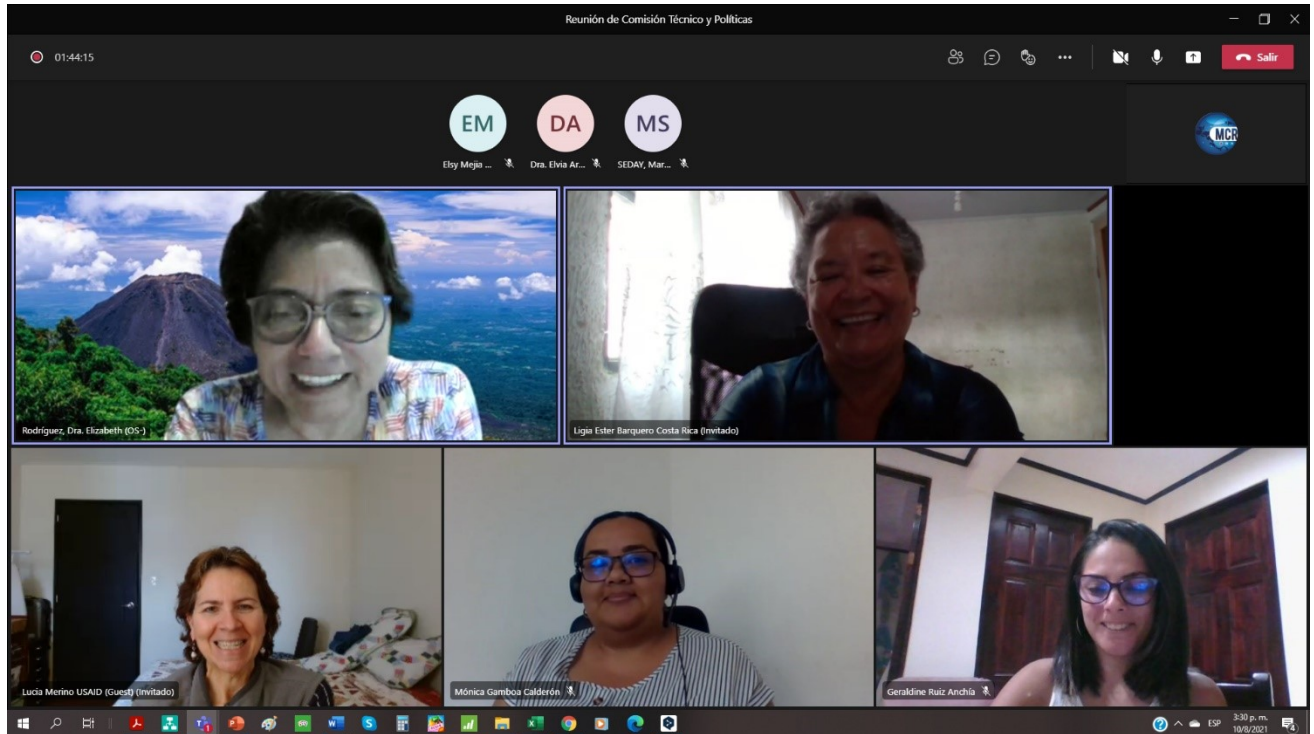 Reunión de Comisión Técnico y Políticas
01:44:15
Salir
EM
DA
MS
MCR
Elsy Mejia ...
Dra. Elvia Ar...
SEDAY, Mar...
Rodríguez, Dra. Elizabeth (OS-)
Ligia Ester Barquero Costa Rica (Invitado)
Lucia Merino USAID (Guest) (Invitado)
Mónica Gamboa Calderón
Geraldine Ruiz Anchía
ESP
3:30 p. m.
10/8/2021